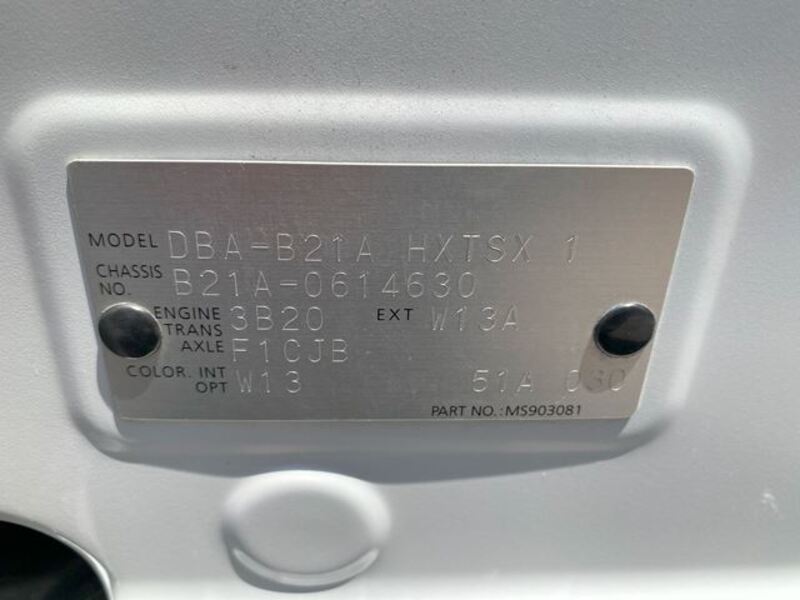 MODEL DBA-B21A HXTSX 1
CHASSIS NO. B21A-0614630
ENGINE 3B20 EXT W13A
TRANS AXLE F1CJB
COLOR. INT OPT W13 51A 030
PART NO.: MS903081